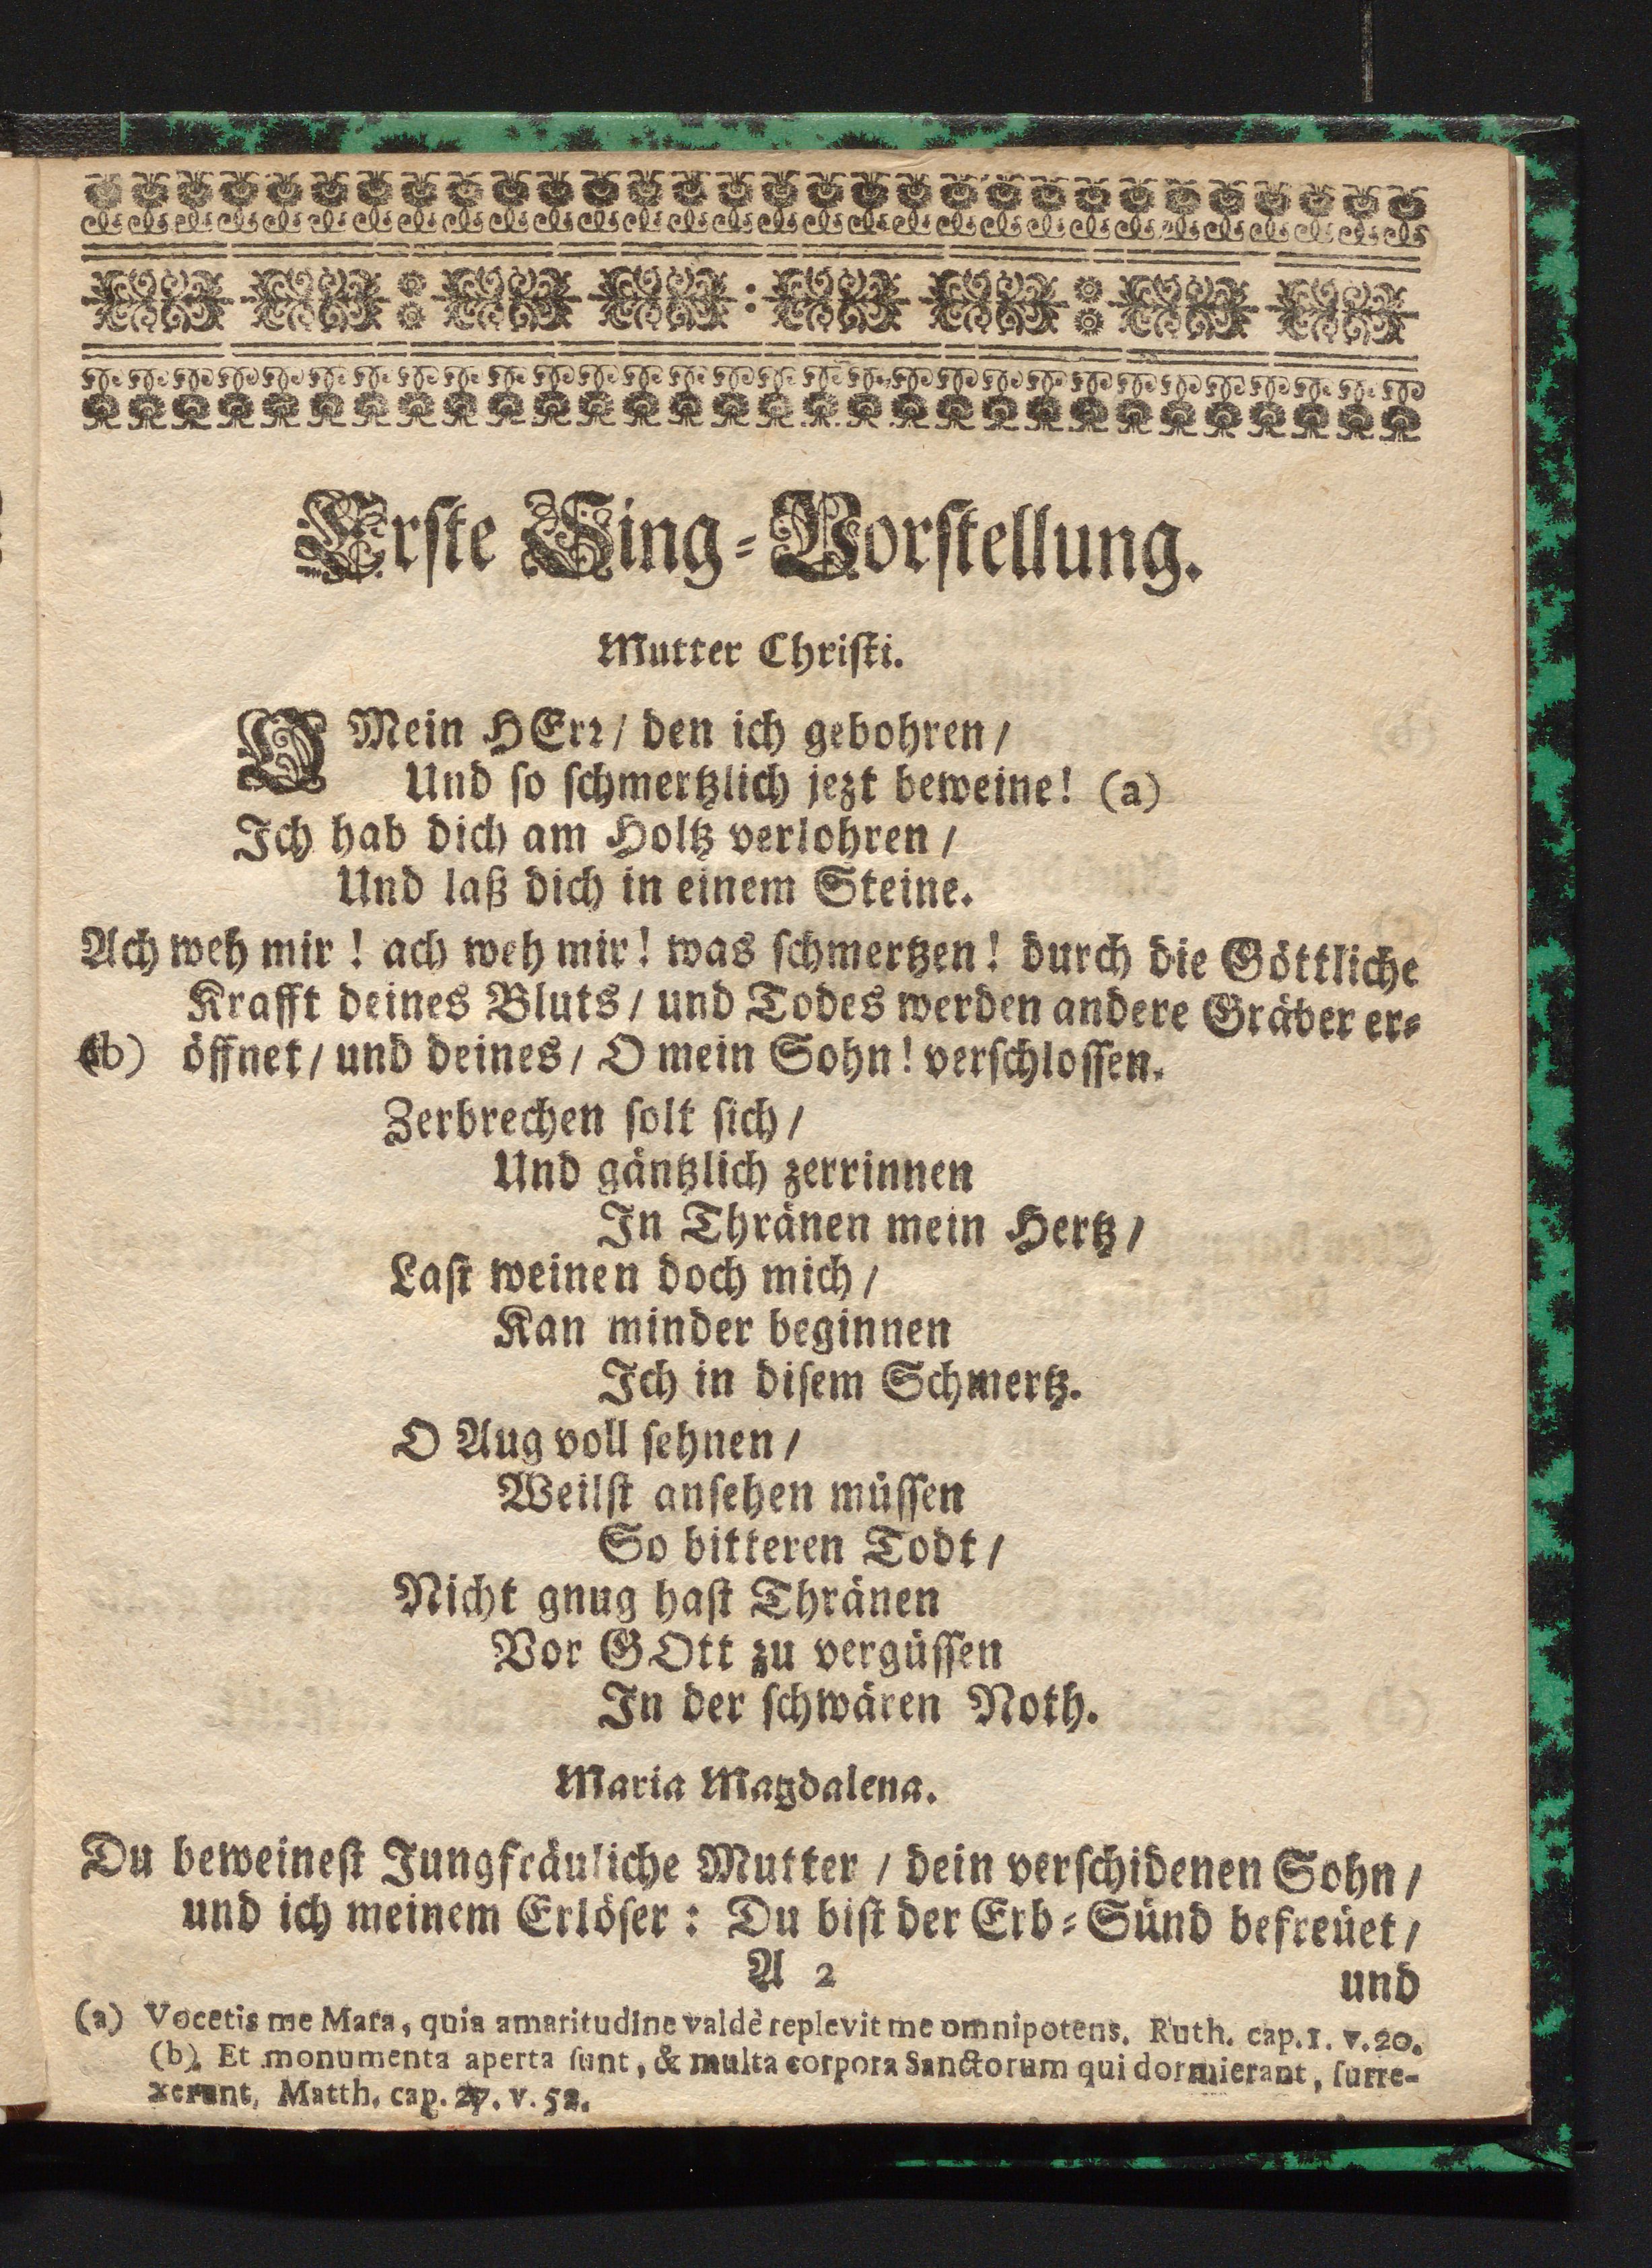 Erste Sing-Vorstellung.
Mutter Christi.
O Mein HErr / den ich gebohren /
Und so schmertzlich jezt beweine! (a)
Ich hab dich am Holtz verlohren /
Und laß dich in einem Steine.
Ach weh mir! ach weh mir! was schmertzen! durch die Göttliche
Krafft deines Bluts / und Todes werden andere Gräber er-
(b) öffnet / und deines / O mein Sohn! verschlossen.
Zerbrechen solt sich /
Und gäntzlich zerrinnen
In Thränen mein Hertz /
Last weinen doch mich /
Kan minder beginnen
Ich in disem Schmertz.
O Aug voll sehnen /
Weilst ansehen müssen
So bitteren Todt /
Nicht gnug hast Thränen
Vor GOtt zu vergüssen
In der schwären Noth.
Maria Magdalena.
Du beweinest Jungfräuliche Mutter / dein verschidenen Sohn /
und ich meinem Erlöser: Du bist der Erb-Sünd befreüet /
A 2 und
(a) Vocetis me Mara, quia amaritudine valdè replevit me omnipotens. Ruth. cap. 1. v. 20.
(b) Et monumenta aperta sunt, & multa corpora Sanctorum qui dormierant, surre-
xerunt, Matth. cap. 27. v. 52.